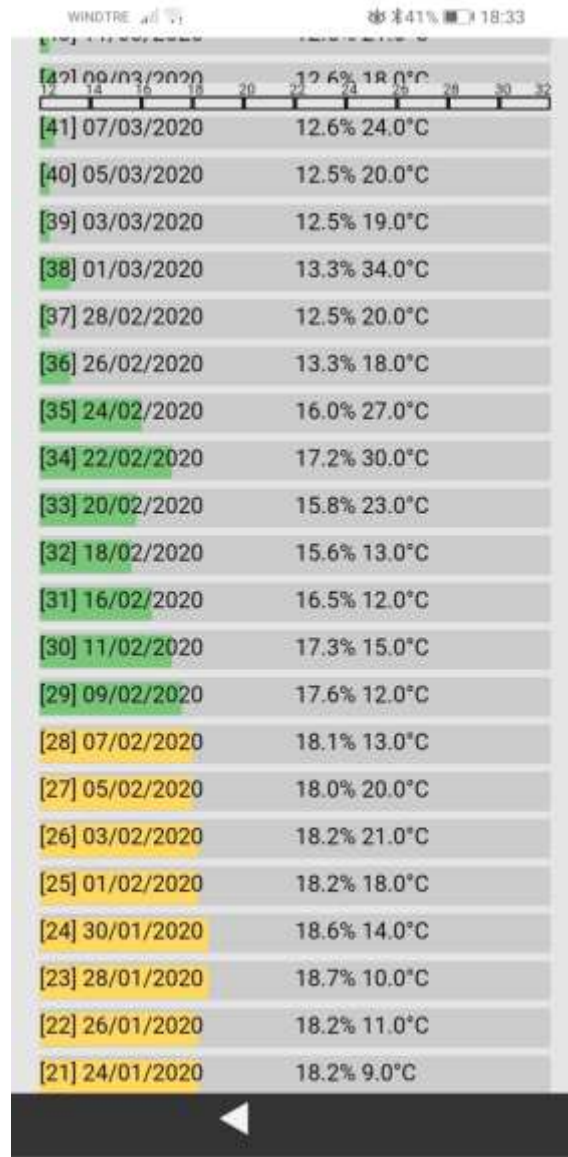 WINDTRE 41% 18:33
[42] 09/03/2020 12.6% 18.0°C
12 14 16 18 20 22 24 26 28 30 32
[41] 07/03/2020 12.6% 24.0°C
[40] 05/03/2020 12.5% 20.0°C
[39] 03/03/2020 12.5% 19.0°C
[38] 01/03/2020 13.3% 34.0°C
[37] 28/02/2020 12.5% 20.0°C
[36] 26/02/2020 13.3% 18.0°C
[35] 24/02/2020 16.0% 27.0°C
[34] 22/02/2020 17.2% 30.0°C
[33] 20/02/2020 15.8% 23.0°C
[32] 18/02/2020 15.6% 13.0°C
[31] 16/02/2020 16.5% 12.0°C
[30] 11/02/2020 17.3% 15.0°C
[29] 09/02/2020 17.6% 12.0°C
[28] 07/02/2020 18.1% 13.0°C
[27] 05/02/2020 18.0% 20.0°C
[26] 03/02/2020 18.2% 21.0°C
[25] 01/02/2020 18.2% 18.0°C
[24] 30/01/2020 18.6% 14.0°C
[23] 28/01/2020 18.7% 10.0°C
[22] 26/01/2020 18.2% 11.0°C
[21] 24/01/2020 18.2% 9.0°C